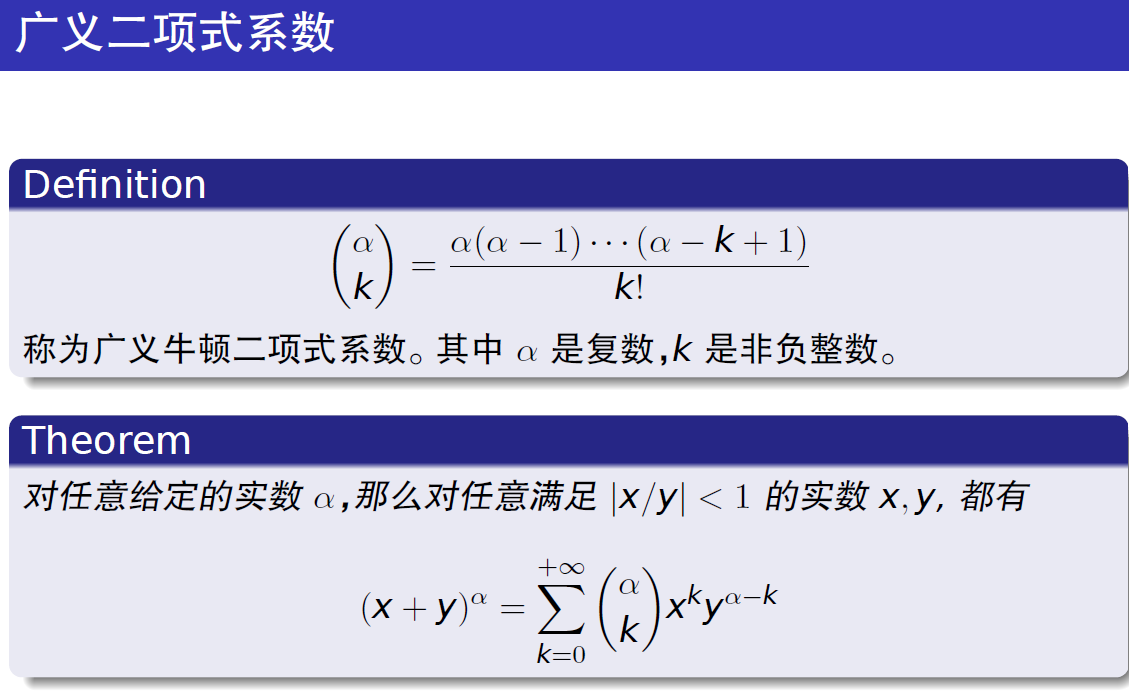 广义二项式系数
Definition
$\binom{\alpha}{k} = \frac{\alpha(\alpha-1)\cdots(\alpha-k+1)}{k!}$
称为广义牛顿二项式系数。其中 α 是复数,k 是非负整数。
Theorem
对任意给定的实数 α,那么对任意满足 |x/y| < 1 的实数 x,y, 都有
$(x+y)^{\alpha} = \sum_{k=0}^{+\infty} \binom{\alpha}{k} x^{k} y^{\alpha-k}$